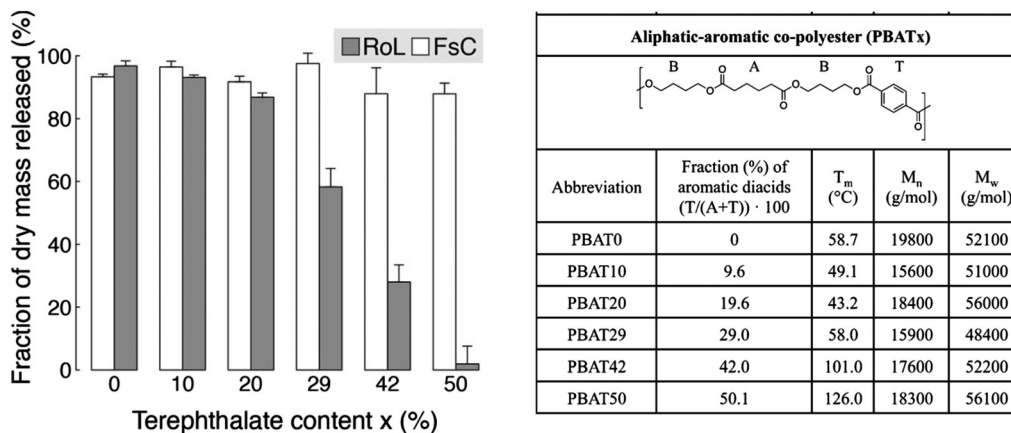 Fraction of dry mass released (%)
100
80
60
40
20
0
RoL FsC
0 10 20 29 42 50
Terephthalate content x (%)
Aliphatic-aromatic co-polyester (PBATx)
B A B T
O O O O O O O O
Abbreviation Fraction (%) of aromatic diacids (T/(A+T)) · 100 Tm (°C) Mn (g/mol) Mw (g/mol)
PBAT0 0 58.7 19800 52100
PBAT10 9.6 49.1 15600 51000
PBAT20 19.6 43.2 18400 56000
PBAT29 29.0 58.0 15900 48400
PBAT42 42.0 101.0 17600 52200
PBAT50 50.1 126.0 18300 56100